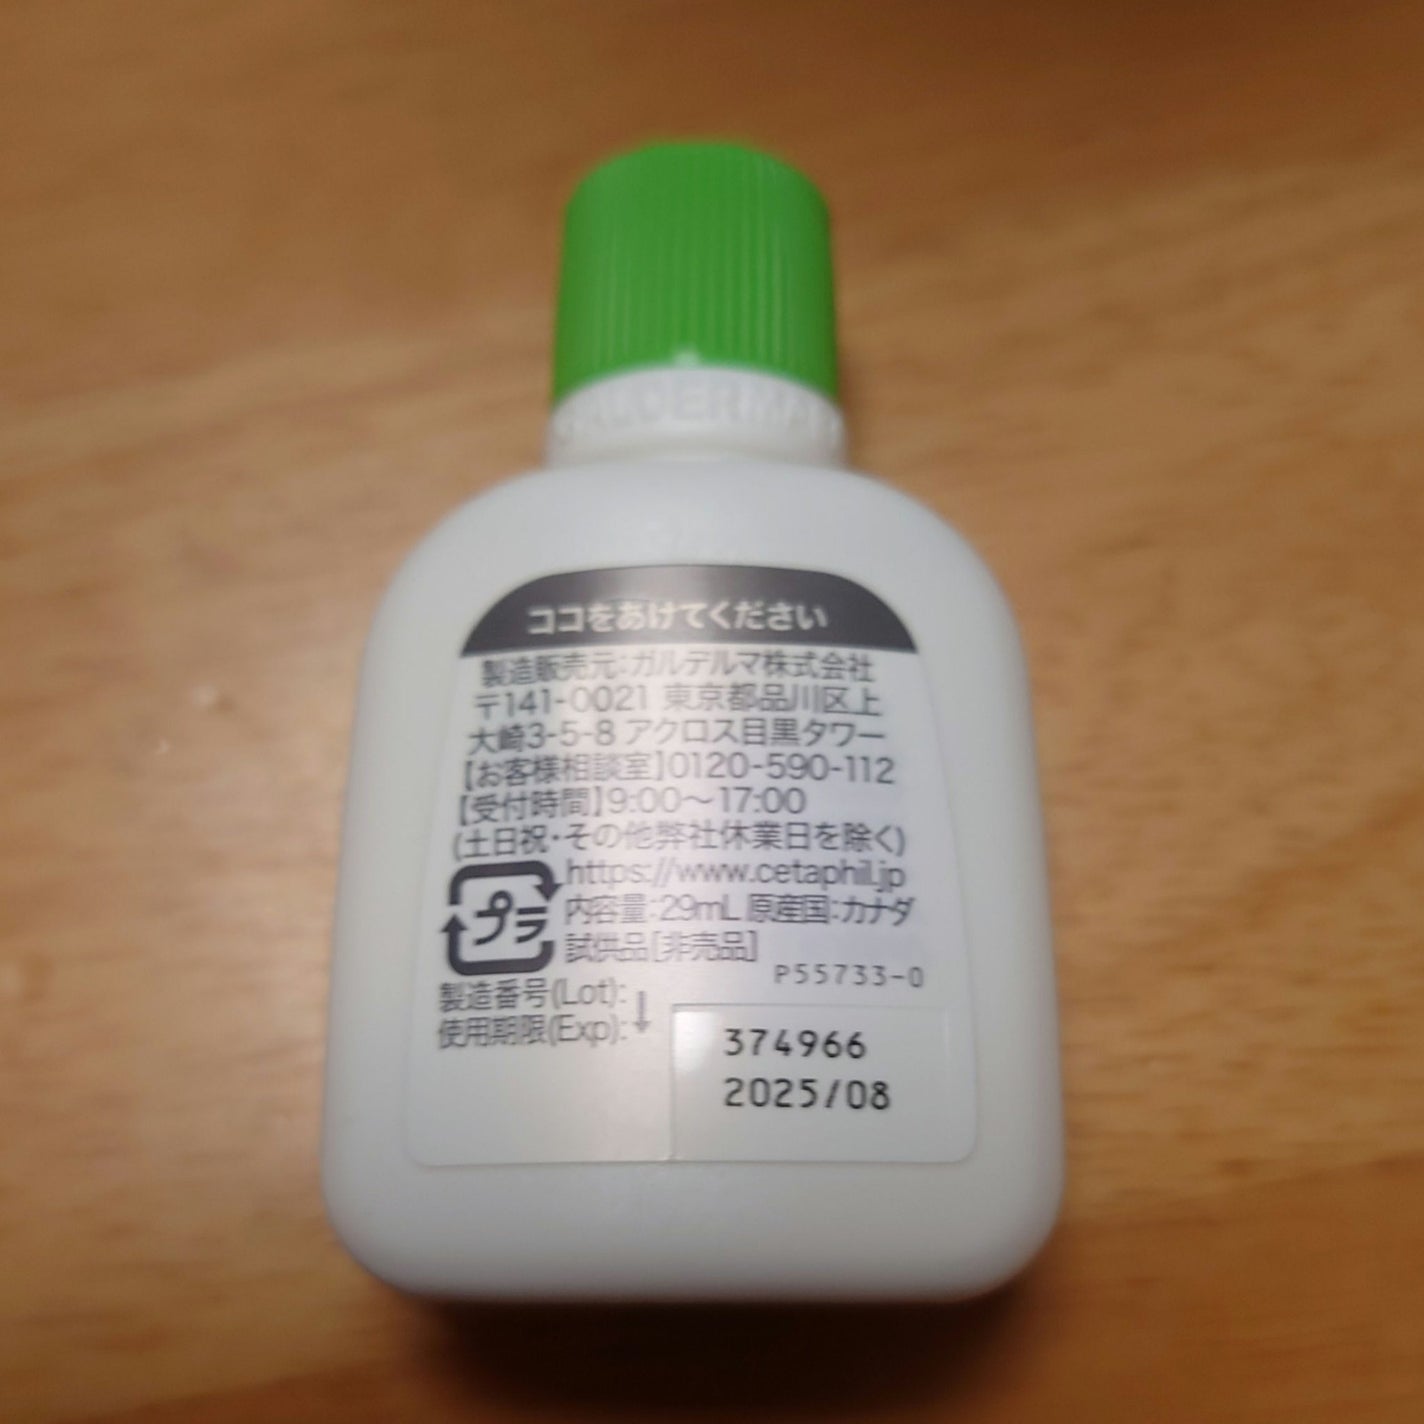 GALDERMA
ココをあけてください
製造販売元:ガルデルマ株式会社
〒141-0021 東京都品川区上
大崎3-5-8 アクロス目黒タワー
【お客様相談室】0120-590-112
【受付時間】9:00～17:00
(土日祝・その他弊社休業日を除く)
https://www.cetaphil.jp
プラ
内容量:29mL 原産国:カナダ
試供品[非売品]
P55733-0
製造番号(Lot):
使用期限(Exp):↓
374966
2025/08